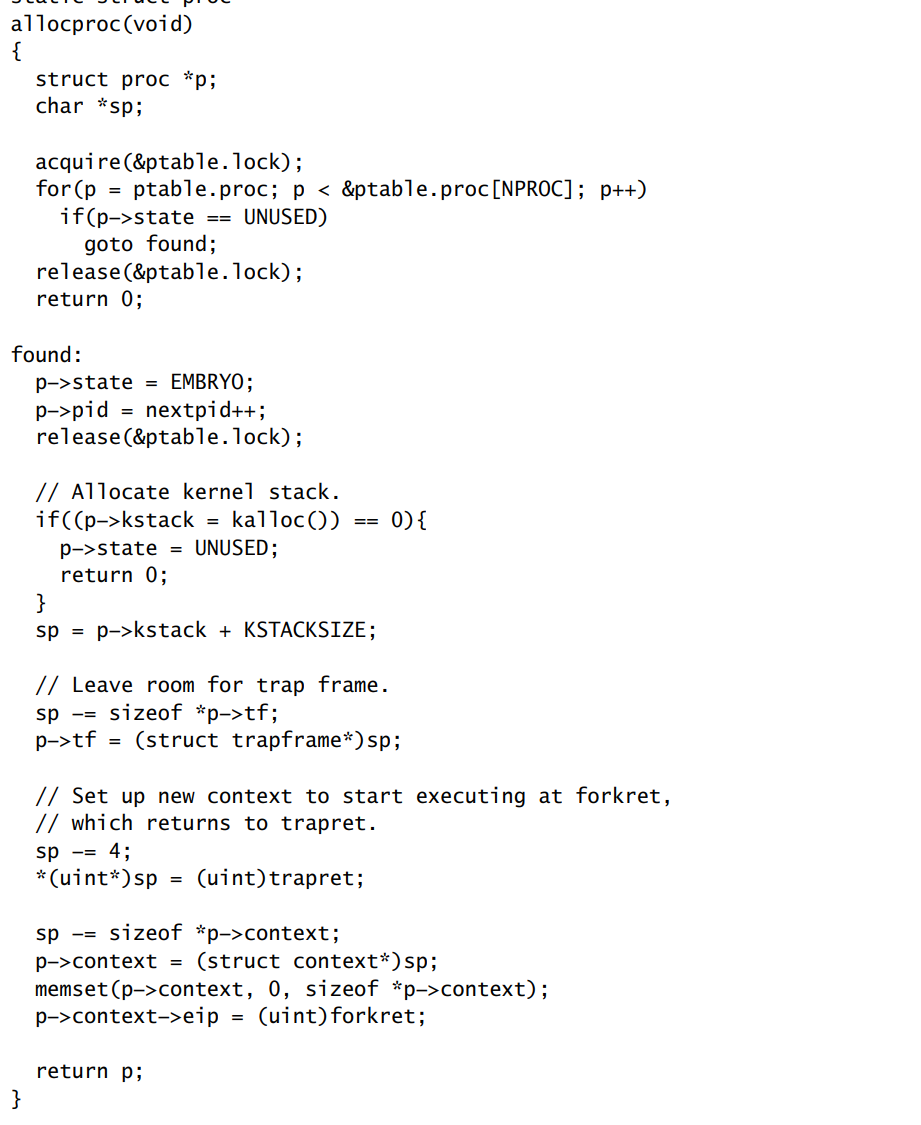 static struct proc*
allocproc(void)
{
  struct proc *p;
  char *sp;

  acquire(&ptable.lock);
  for(p = ptable.proc; p < &ptable.proc[NPROC]; p++)
    if(p->state == UNUSED)
      goto found;
  release(&ptable.lock);
  return 0;

found:
  p->state = EMBRYO;
  p->pid = nextpid++;
  release(&ptable.lock);

  // Allocate kernel stack.
  if((p->kstack = kalloc()) == 0){
    p->state = UNUSED;
    return 0;
  }
  sp = p->kstack + KSTACKSIZE;

  // Leave room for trap frame.
  sp -= sizeof *p->tf;
  p->tf = (struct trapframe*)sp;

  // Set up new context to start executing at forkret,
  // which returns to trapret.
  sp -= 4;
  *(uint*)sp = (uint)trapret;

  sp -= sizeof *p->context;
  p->context = (struct context*)sp;
  memset(p->context, 0, sizeof *p->context);
  p->context->eip = (uint)forkret;

  return p;
}